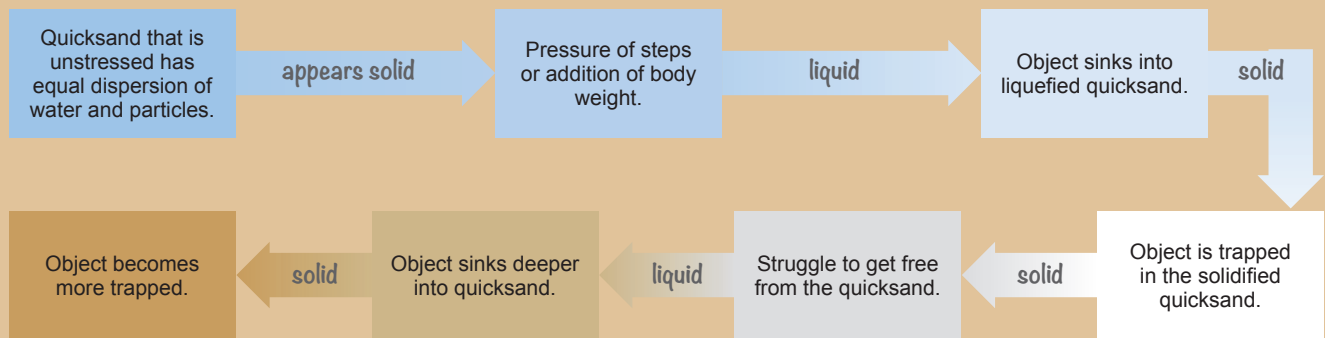 Quicksand that is
unstressed has
equal dispersion of
water and particles.
appears solid
Pressure of steps
or addition of body
weight.
liquid
Object sinks into
liquefied quicksand.
solid
Object is trapped
in the solidified
quicksand.
solid
Struggle to get free
from the quicksand.
liquid
Object sinks deeper
into quicksand.
solid
Object becomes
more trapped.